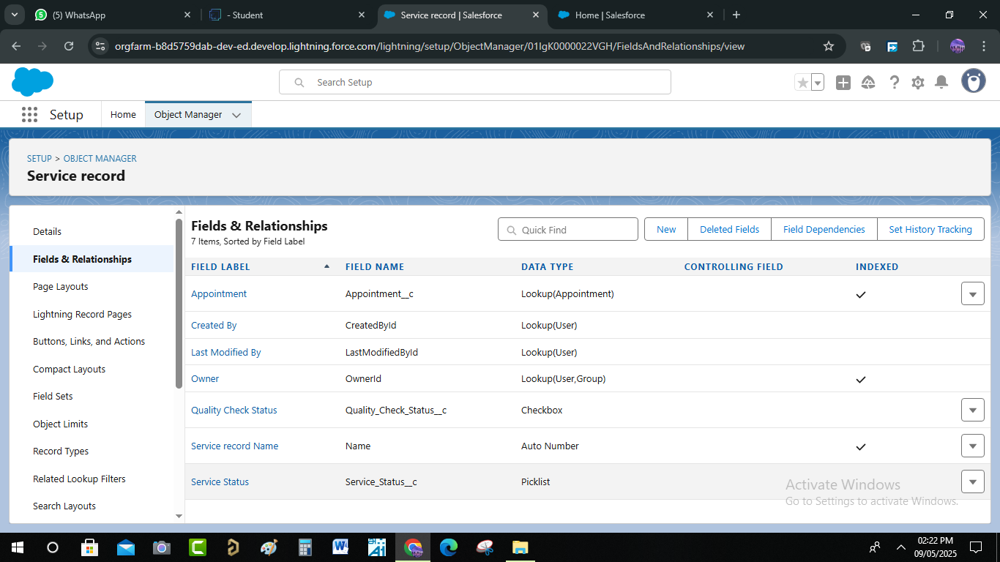 (5) WhatsApp
- Student
Service record | Salesforce
Home | Salesforce
orgfarm-b8d5759dab-dev-ed.develop.lightning.force.com/lightning/setup/ObjectManager/01IgK0000022VGH/FieldsAndRelationships/view
Search Setup
Setup
Home
Object Manager
SETUP > OBJECT MANAGER
Service record
Details
Fields & Relationships
Page Layouts
Lightning Record Pages
Buttons, Links, and Actions
Compact Layouts
Field Sets
Object Limits
Record Types
Related Lookup Filters
Search Layouts
Fields & Relationships
7 Items, Sorted by Field Label
Quick Find
New
Deleted Fields
Field Dependencies
Set History Tracking
FIELD LABEL FIELD NAME DATA TYPE CONTROLLING FIELD INDEXED
Appointment Appointment__c Lookup(Appointment)
Created By CreatedById Lookup(User)
Last Modified By LastModifiedById Lookup(User)
Owner OwnerId Lookup(User,Group)
Quality Check Status Quality_Check_Status__c Checkbox
Service record Name Name Auto Number
Service Status Service_Status__c Picklist
Activate Windows
Go to Settings to activate Windows.
02:22 PM
09/05/2025